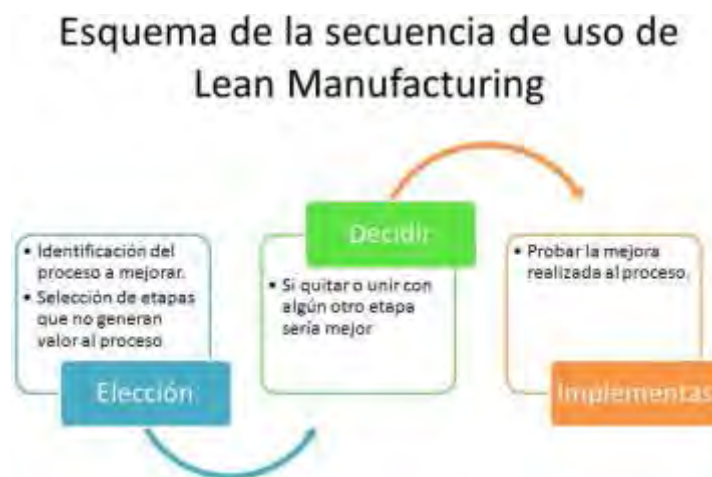 Esquema de la secuencia de uso de
Lean Manufacturing
• Identificación del
proceso a mejorar.
• Selección de etapas
que no generan
valor al proceso
Elección
Decidir
• Si quitar o unir con
algún otro etapa
sería mejor
• Probar la mejora
realizada al proceso.
Implementas